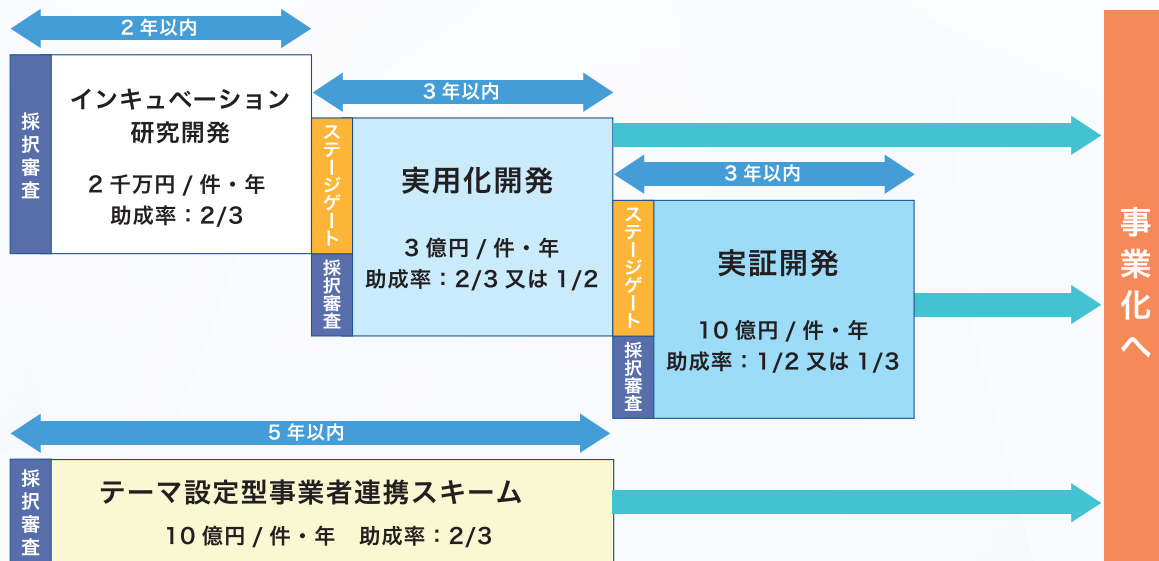 2年以内
採択審査
インキュベーション
研究開発
2千万円/件・年
助成率：2/3
3年以内
ステージゲート
採択審査
実用化開発
3億円/件・年
助成率：2/3又は1/2
3年以内
ステージゲート
採択審査
実証開発
10億円/件・年
助成率：1/2又は1/3
5年以内
採択審査
テーマ設定型事業者連携スキーム
10億円/件・年　助成率：2/3
事業化へ